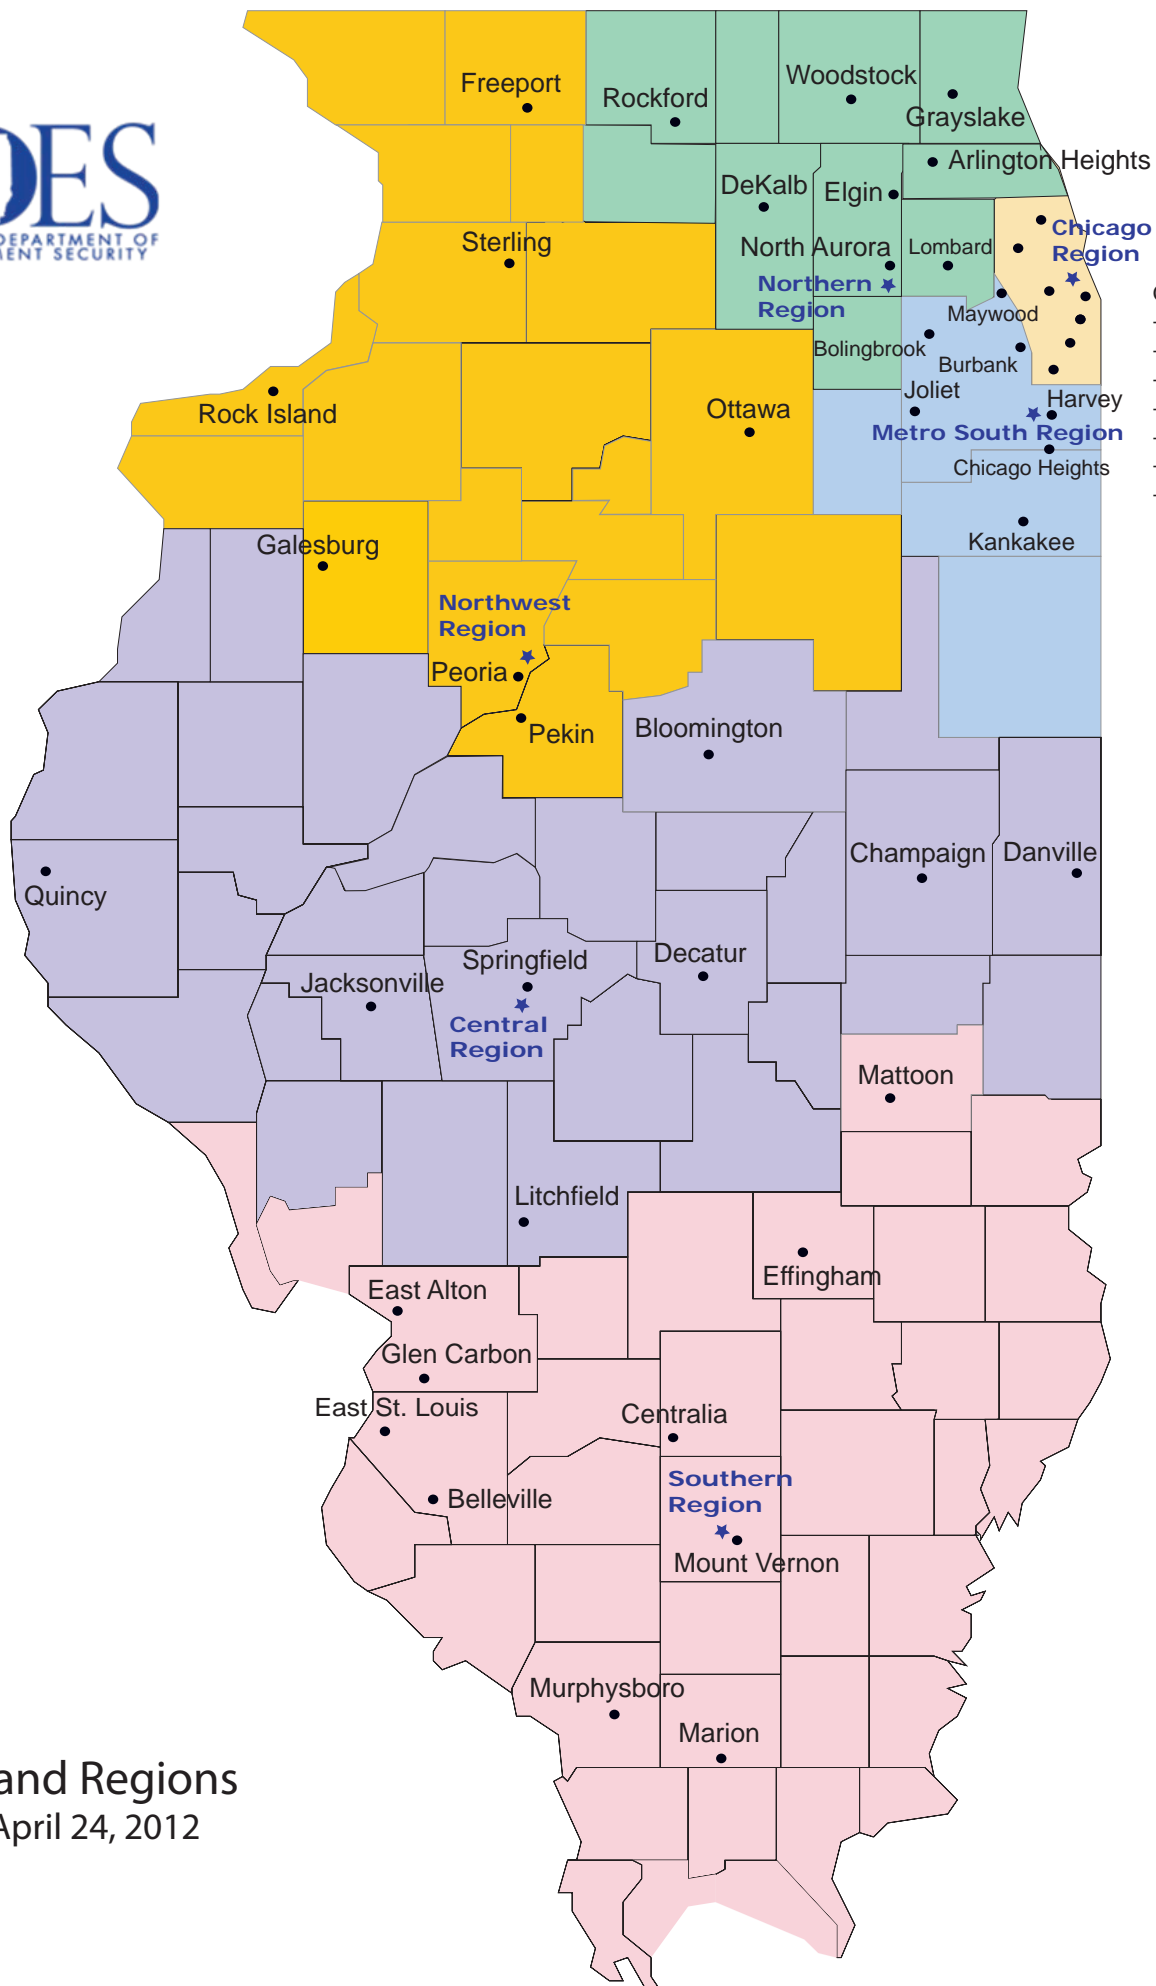 DES
DEPARTMENT OF
MENT SECURITY
Freeport
Rockford
Woodstock
Grayslake
Arlington Heights
DeKalb
Elgin
Sterling
North Aurora
Lombard
Chicago
Region
Northern
Region
Maywood
Bolingbrook
Burbank
Joliet
Harvey
Rock Island
Ottawa
Metro South Region
Chicago Heights
Kankakee
Galesburg
Northwest
Region
Peoria
Pekin
Bloomington
Champaign
Danville
Quincy
Springfield
Decatur
Jacksonville
Central
Region
Mattoon
Litchfield
Effingham
East Alton
Glen Carbon
East St. Louis
Centralia
Belleville
Southern
Region
Mount Vernon
Murphysboro
Marion
and Regions
April 24, 2012